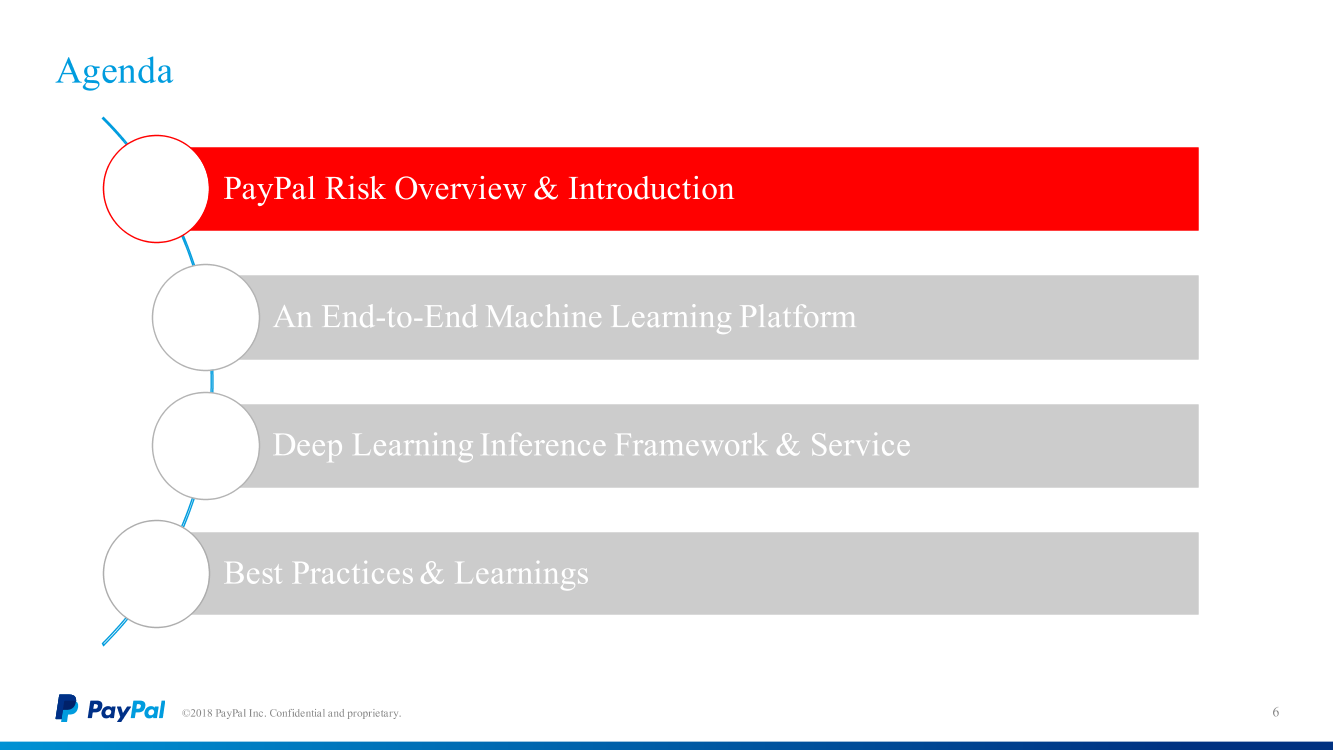 Agenda
PayPal Risk Overview & Introduction
An End-to-End Machine Learning Platform
Deep Learning Inference Framework & Service
Best Practices & Learnings
PayPal ©2018 PayPal Inc. Confidential and proprietary. 6